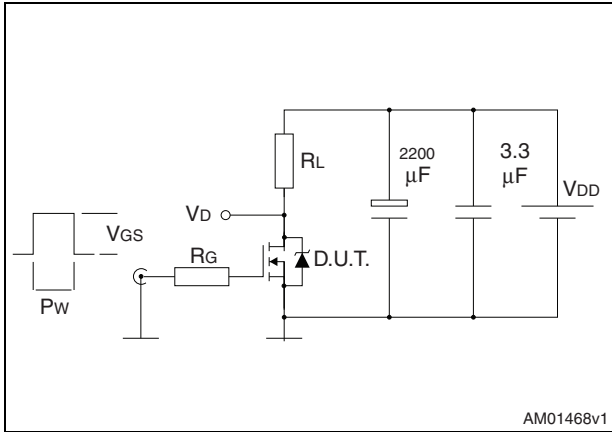 RL
2200
μF
3.3
μF
VDD
VD
VGS
RG
D.U.T.
PW
AM01468v1